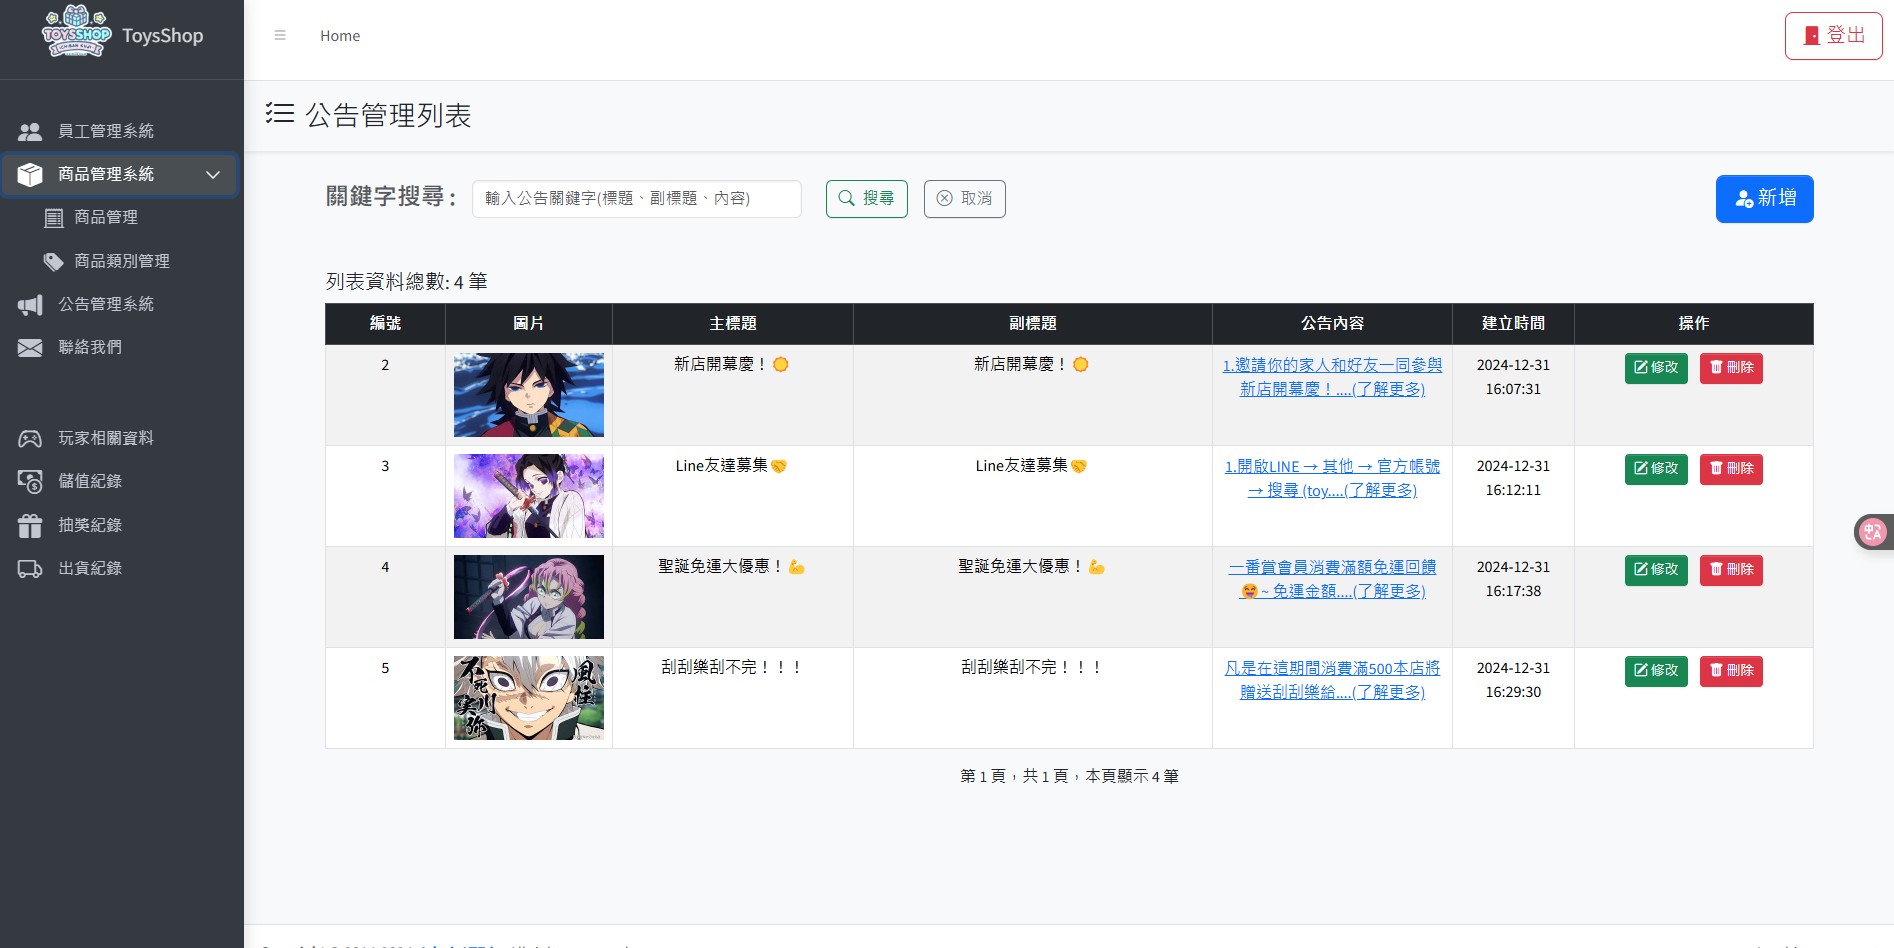 TOYSSHOP
ICHIBAN KUJI
ToysShop
Home
登出
公告管理列表
員工管理系統
商品管理系統
商品管理
商品類別管理
公告管理系統
聯絡我們
玩家相關資料
儲值紀錄
抽獎紀錄
出貨紀錄
關鍵字搜尋：
輸入公告關鍵字(標題、副標題、內容)
搜尋
取消
新增
列表資料總數: 4 筆
編號 圖片 主標題 副標題 公告內容 建立時間 操作
2 新店開幕慶！🌞 新店開幕慶！🌞 1.邀請你的家人和好友一同參與 2024-12-31 修改 刪除
新店開幕慶！....(了解更多) 16:07:31
3 Line友達募集🤝 Line友達募集🤝 1.開啟LINE → 其他 → 官方帳號 2024-12-31 修改 刪除
→ 搜尋 (toy....(了解更多) 16:12:11
4 聖誕免運大優惠！💪 聖誕免運大優惠！💪 一番賞會員消費滿額免運回饋 2024-12-31 修改 刪除
😝 ~ 免運金額....(了解更多) 16:17:38
5 刮刮樂刮不完！！！ 刮刮樂刮不完！！！ 凡是在這期間消費滿500本店將 2024-12-31 修改 刪除
贈送刮刮樂給....(了解更多) 16:29:30
風柱
不死川
実弥
第 1 頁，共 1 頁，本頁顯示 4 筆